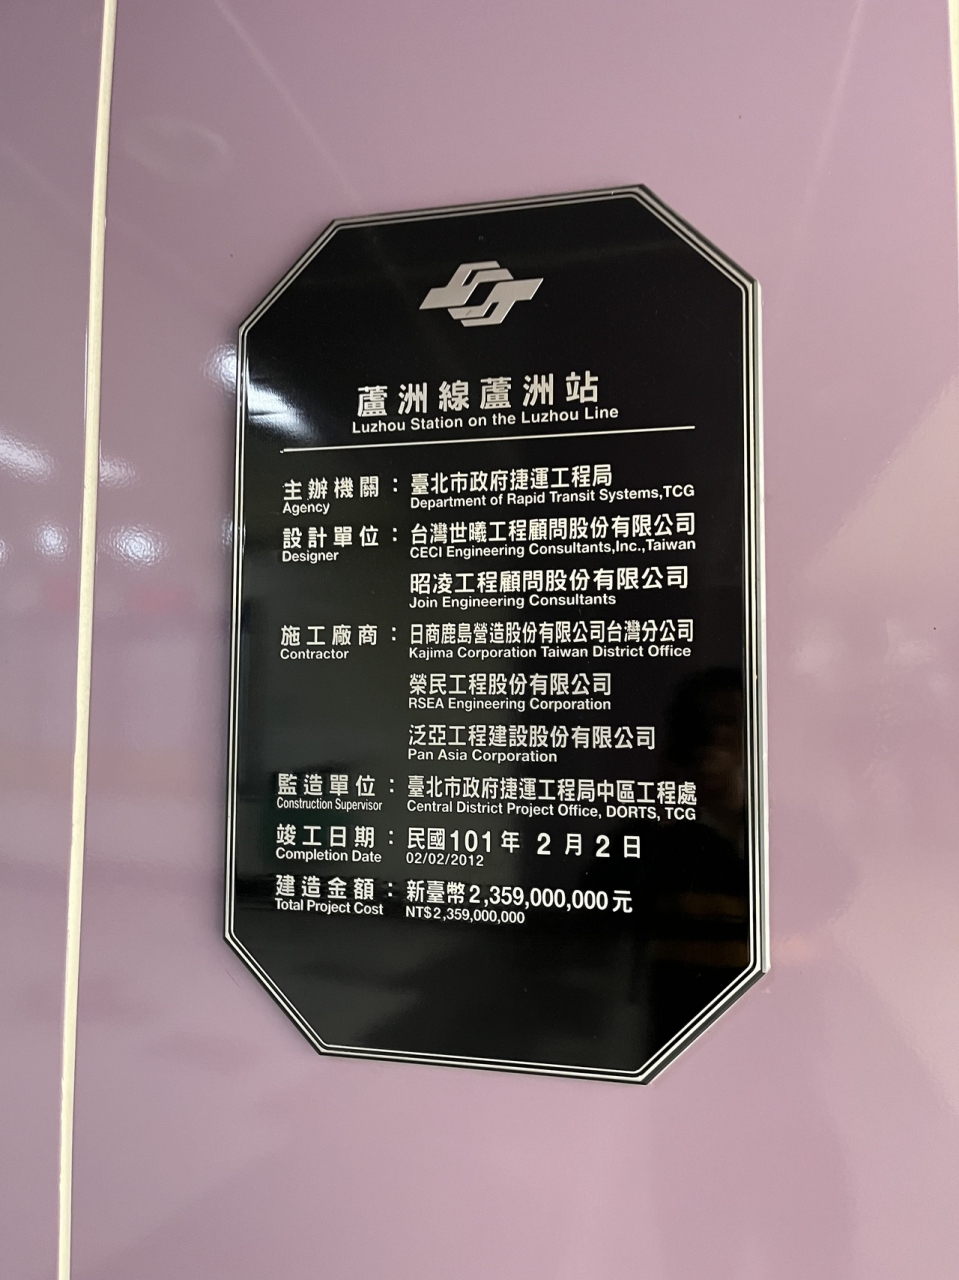 蘆洲線蘆洲站
Luzhou Station on the Luzhou Line
主辦機關：臺北市政府捷運工程局
Agency Department of Rapid Transit Systems,TCG
設計單位：台灣世曦工程顧問股份有限公司
Designer CECI Engineering Consultants,Inc.,Taiwan
昭凌工程顧問股份有限公司
Join Engineering Consultants
施工廠商：日商鹿島營造股份有限公司台灣分公司
Contractor Kajima Corporation Taiwan District Office
榮民工程股份有限公司
RSEA Engineering Corporation
泛亞工程建設股份有限公司
Pan Asia Corporation
監造單位：臺北市政府捷運工程局中區工程處
Construction Supervisor Central District Project Office, DORTS, TCG
竣工日期：民國101年 2月2日
Completion Date 02/02/2012
建造金額：新臺幣2,359,000,000元
Total Project Cost NT$2,359,000,000